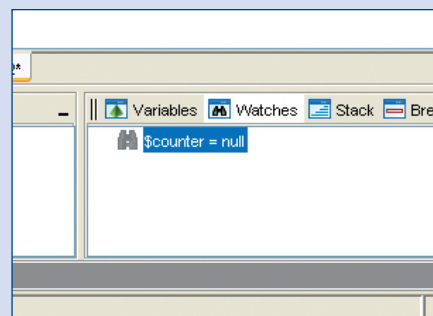 Variables Watches Stack
$counter = null